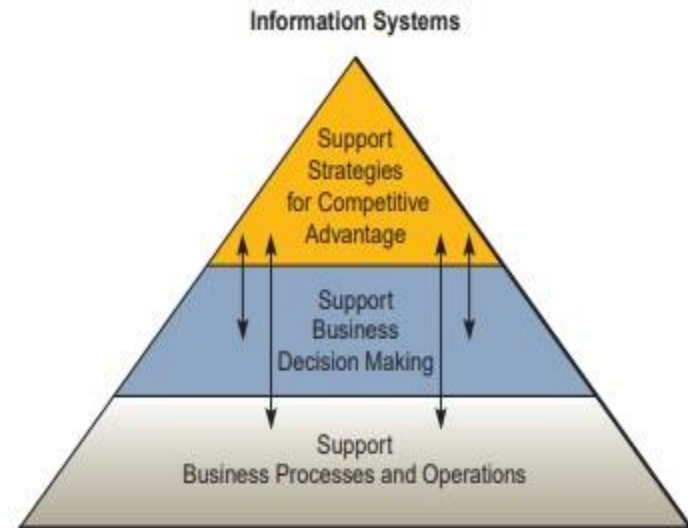 Information Systems
Support
Strategies
for Competitive
Advantage
Support
Business
Decision Making
Support
Business Processes and Operations